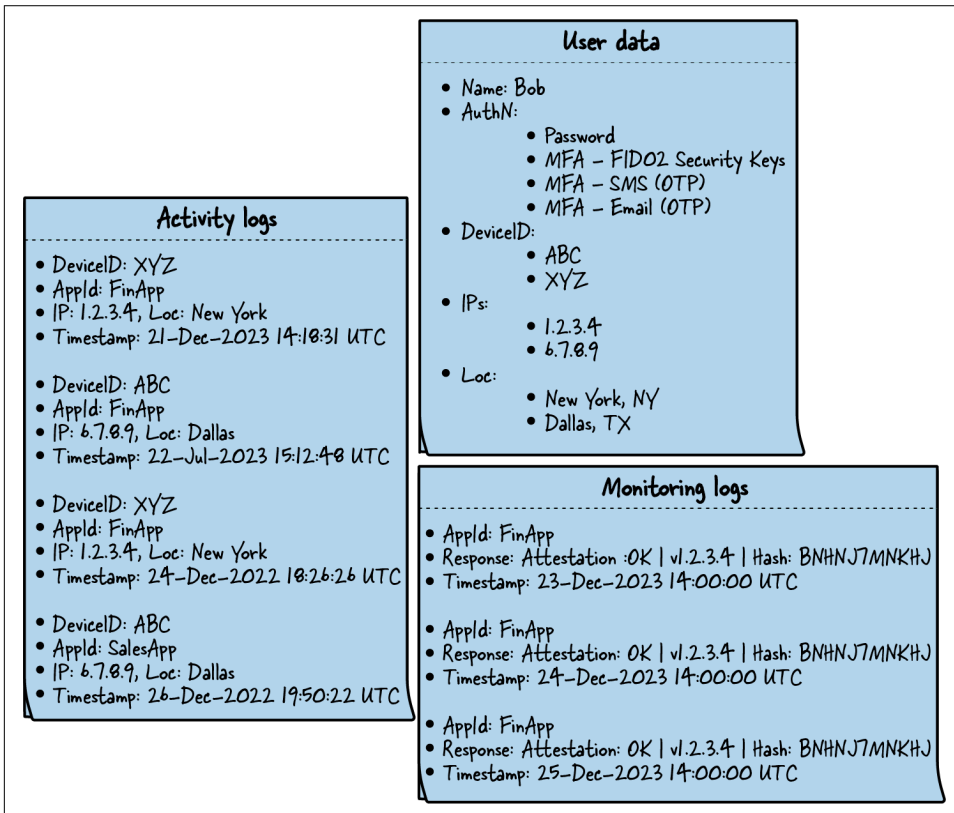 User data
• Name: Bob
• AuthN:
• Password
• MFA – FIDO2 Security Keys
• MFA – SMS (OTP)
• MFA – Email (OTP)
• DeviceID:
• ABC
• XYZ
• IPs:
• 1.2.3.4
• 6.7.8.9
• Loc:
• New York, NY
• Dallas, TX
Activity logs
• DeviceID: XYZ
• AppId: FinApp
• IP: 1.2.3.4, Loc: New York
• Timestamp: 21-Dec-2023 14:18:31 UTC
• DeviceID: ABC
• AppId: FinApp
• IP: 6.7.8.9, Loc: Dallas
• Timestamp: 22-Jul-2023 15:12:48 UTC
• DeviceID: XYZ
• AppId: FinApp
• IP: 1.2.3.4, Loc: New York
• Timestamp: 24-Dec-2022 18:26:26 UTC
• DeviceID: ABC
• AppId: SalesApp
• IP: 6.7.8.9, Loc: Dallas
• Timestamp: 26-Dec-2022 19:50:22 UTC
Monitoring logs
• AppId: FinApp
• Response: Attestation :OK | v1.2.3.4 | Hash: BNHNJ7MNKHJ
• Timestamp: 23-Dec-2023 14:00:00 UTC
• AppId: FinApp
• Response: Attestation: OK | v1.2.3.4 | Hash: BNHNJ7MNKHJ
• Timestamp: 24-Dec-2023 14:00:00 UTC
• AppId: FinApp
• Response: Attestation: OK | v1.2.3.4 | Hash: BNHNJ7MNKHJ
• Timestamp: 25-Dec-2023 14:00:00 UTC